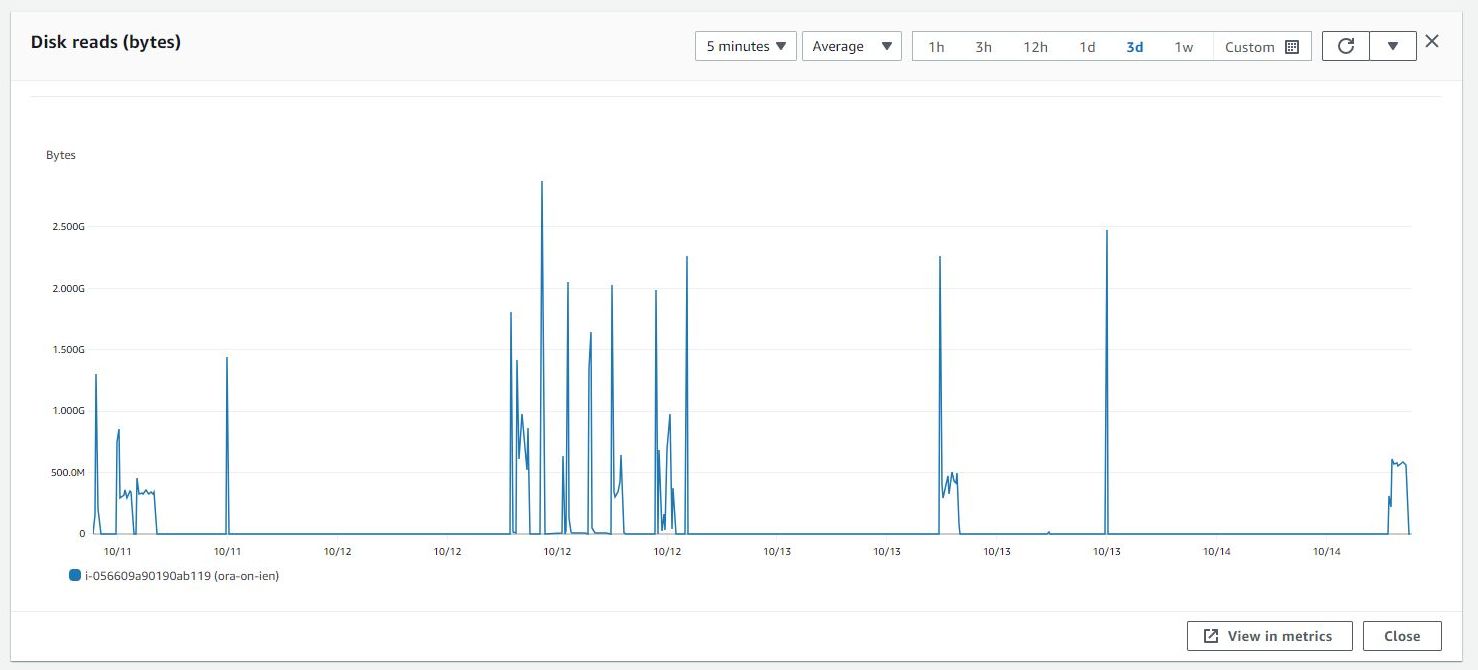 Disk reads (bytes)
5 minutes
Average
1h 3h 12h 1d 3d 1w Custom
Bytes
2.500G
2.000G
1.500G
1.000G
500.0M
0
10/11 10/11 10/12 10/12 10/12 10/12 10/13 10/13 10/13 10/13 10/14 10/14
i-056609a90190ab119 (ora-on-ien)
View in metrics
Close